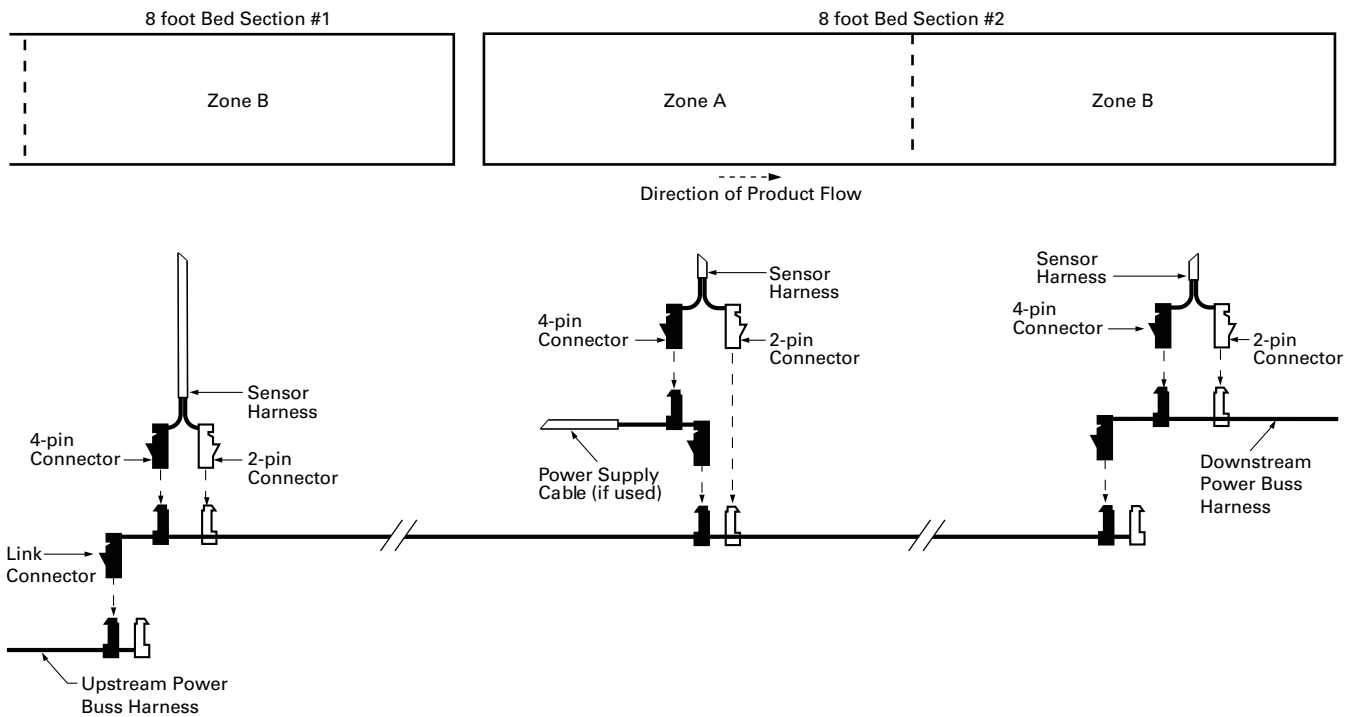 8 foot Bed Section #1
8 foot Bed Section #2
Zone B
Zone A
Zone B
Direction of Product Flow
Sensor
Harness
4-pin
Connector
2-pin
Connector
Sensor
Harness
4-pin
Connector
2-pin
Connector
Power Supply
Cable (if used)
Sensor
Harness
4-pin
Connector
2-pin
Connector
Downstream
Power Buss
Harness
Link
Connector
Upstream Power
Buss Harness